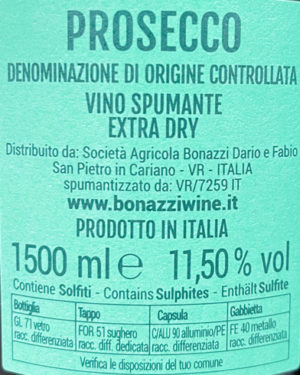 PROSECCO
DENOMINAZIONE DI ORIGINE CONTROLLATA
VINO SPUMANTE
EXTRA DRY
Distribuito da: Società Agricola Bonazzi Dario e Fabio
San Pietro in Cariano - VR - ITALIA
spumantizzato da: VR/7259 IT
www.bonazziwine.it
PRODOTTO IN ITALIA
1500 ml e 11,50% vol
Contiene Solfiti - Contains Sulphites - Enthält Sulfite
Bottiglia Tappo Capsula Gabbietta
GL 71 vetro FOR 51 sughero C/ALU 90 alluminio/PE FE 40 metallo
racc. differenziata racc. diff. dedicata racc. differenziata racc. differenziata
Verifica le disposizioni del tuo comune